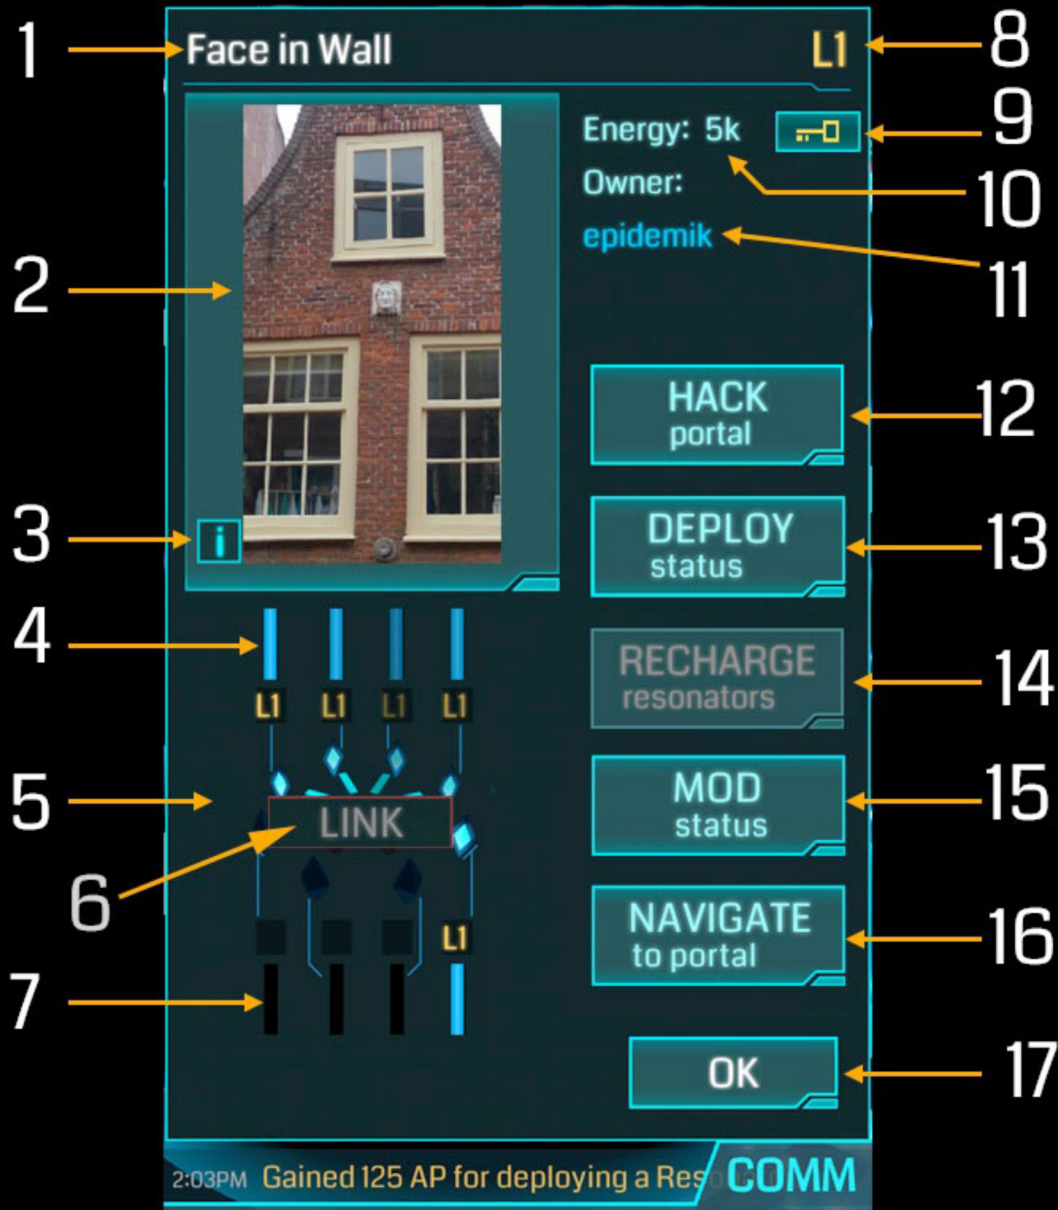 1
Face in Wall
L1
8
Energy: 5k
9
Owner:
10
epidemik
11
2
HACK
portal
12
DEPLOY
status
13
3
i
4
RECHARGE
resonators
14
L1 L1 L1 L1
5
LINK
MOD
status
15
6
NAVIGATE
to portal
16
L1
7
OK
17
2:03PM Gained 125 AP for deploying a Res
COMM